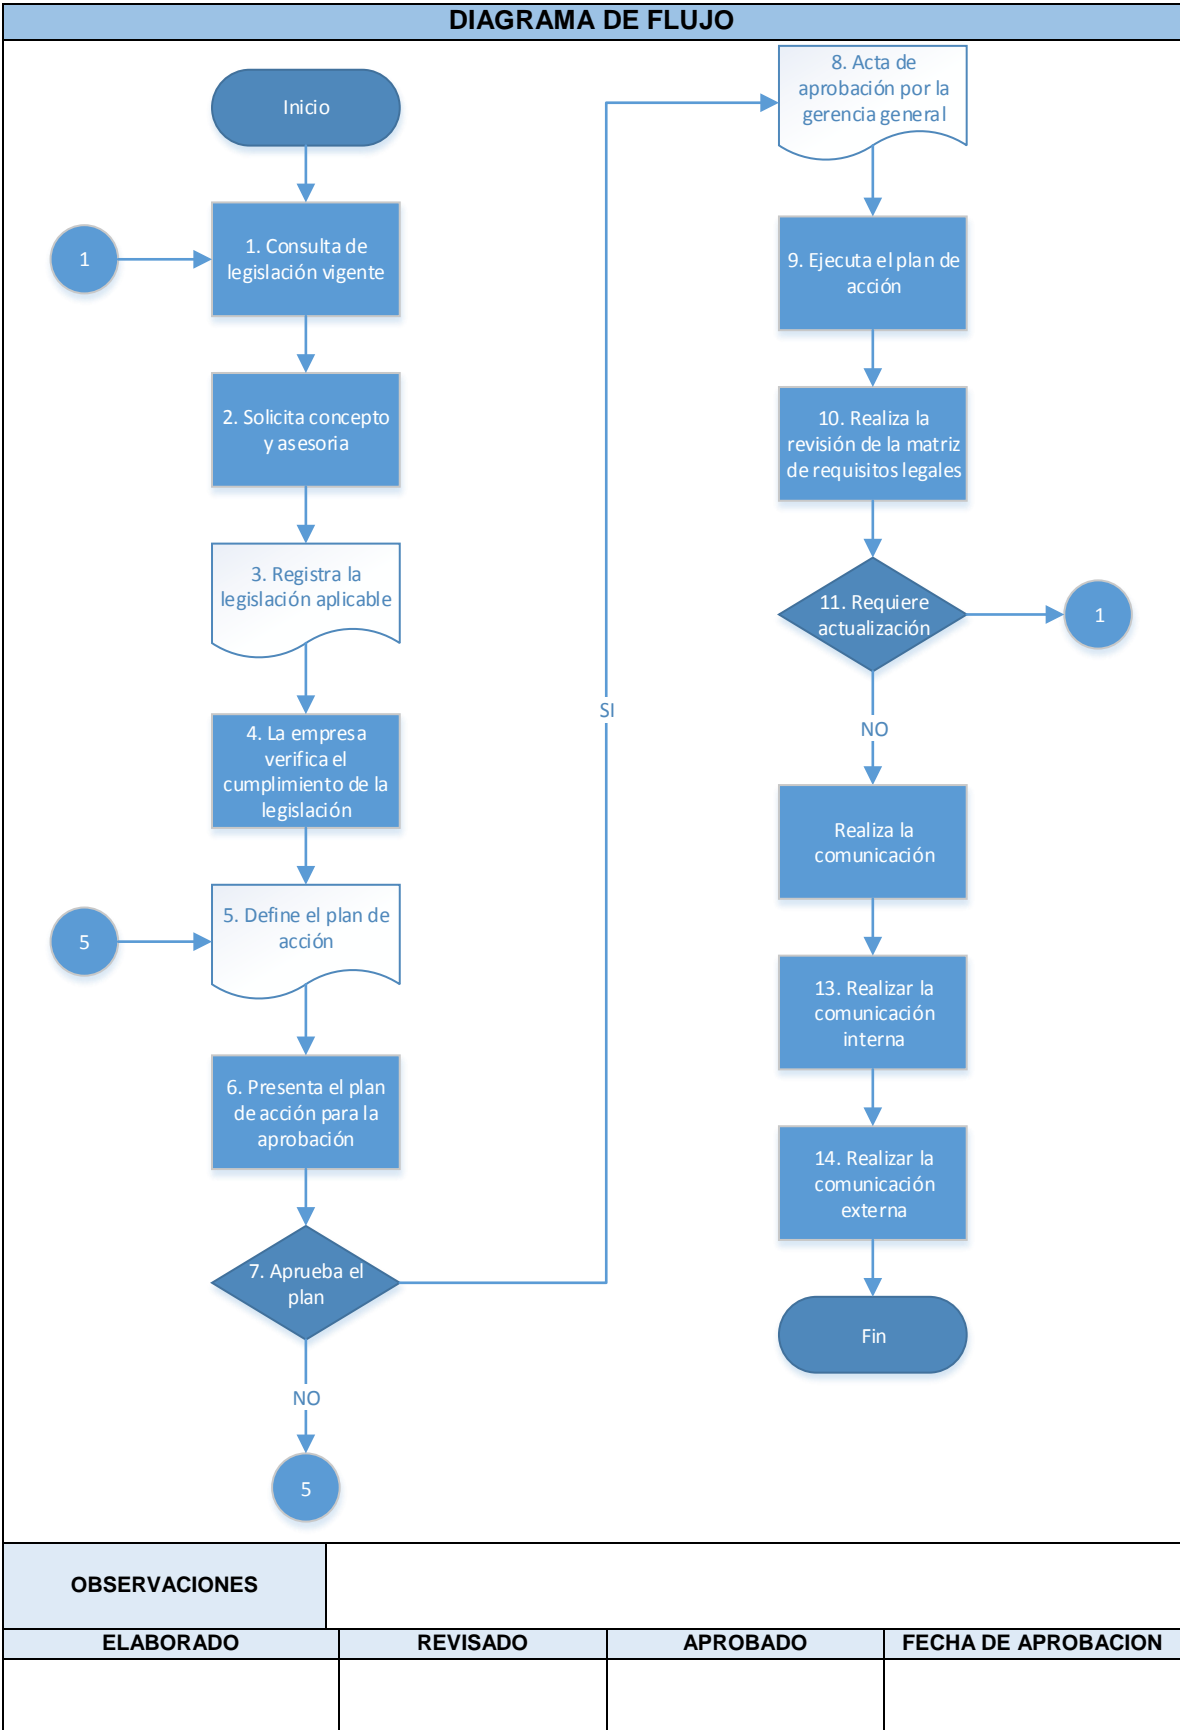 DIAGRAMA DE FLUJO
Inicio
1
1. Consulta de
legislación vigente
2. Solicita concepto
y asesoria
3. Registra la
legislación aplicable
4. La empresa
verifica el
cumplimiento de la
legislación
5
5. Define el plan de
acción
6. Presenta el plan
de acción para la
aprobación
7. Aprueba el
plan
NO
5
SI
8. Acta de
aprobación por la
gerencia general
9. Ejecuta el plan de
acción
10. Realiza la
revisión de la matriz
de requisitos legales
11. Requiere
actualización
1
NO
Realiza la
comunicación
13. Realizar la
comunicación
interna
14. Realizar la
comunicación
externa
Fin
OBSERVACIONES
ELABORADO
REVISADO
APROBADO
FECHA DE APROBACION